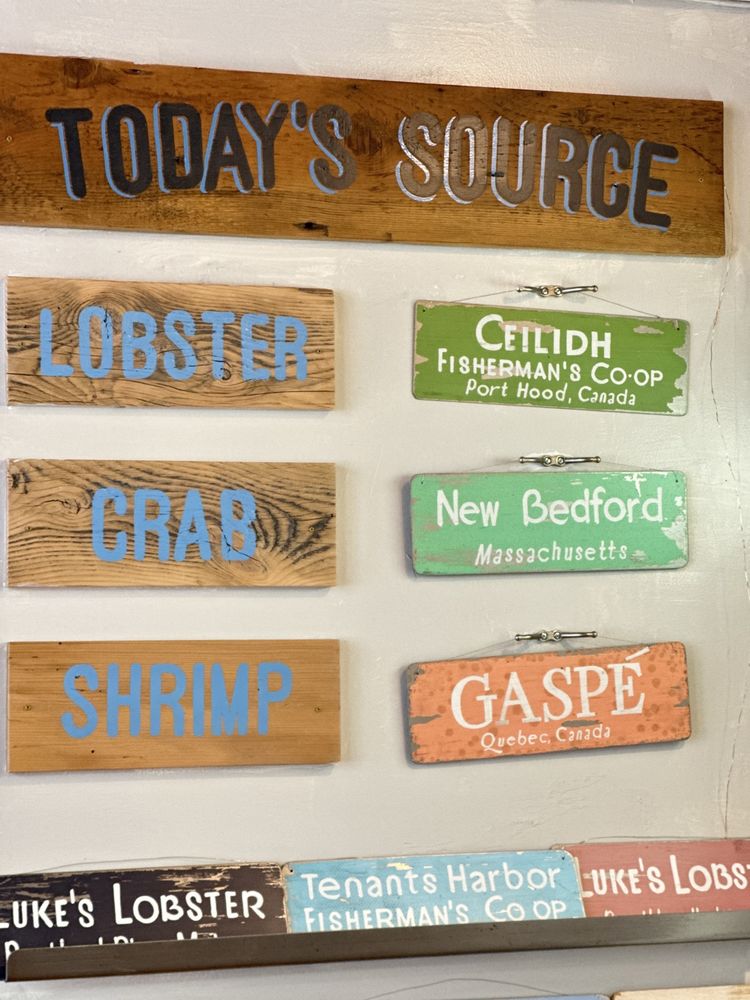 TODAY'S SOURCE
LOBSTER
CEILIDH
FISHERMAN'S CO-OP
Port Hood, Canada
CRAB
New Bedford
Massachusetts
SHRIMP
GASPÉ
Quebec, Canada
LUKE'S LOBSTER
Tenants Harbor
FISHERMAN'S CO OP
LUKE'S